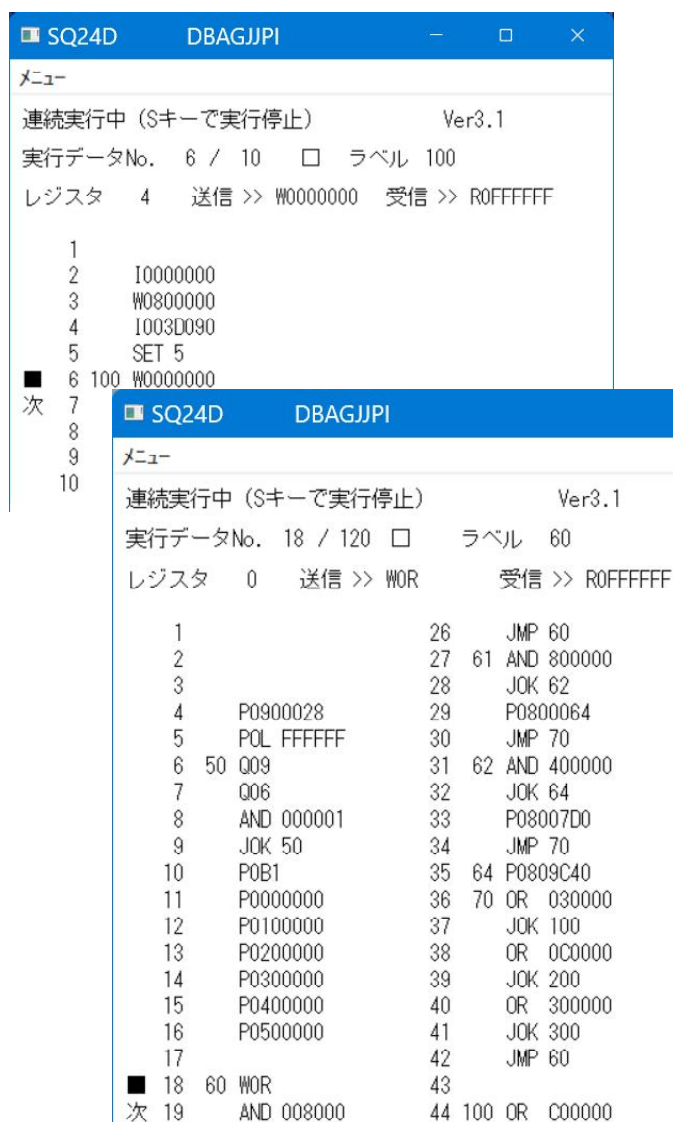 SQ24D DBAGJJPI
メニュー
連続実行中（Sキーで実行停止） Ver3.1
実行データNo. 6 / 10 □ ラベル 100
レジスタ 4 送信 >> W0000000 受信 >> R0FFFFFF
1
2 I0000000
3 W0800000
4 I003D090
5 SET 5
■ 6 100 W0000000
次 7
8
9
10
SQ24D DBAGJJPI
メニュー
連続実行中（Sキーで実行停止） Ver3.1
実行データNo. 18 / 120 □ ラベル 60
レジスタ 0 送信 >> W0R 受信 >> R0FFFFFF
1 26 JMP 60
2 27 61 AND 800000
3 28 JOK 62
4 P0900028 29 P0800064
5 POL FFFFFF 30 JMP 70
6 50 Q09 31 62 AND 400000
7 Q06 32 JOK 64
8 AND 000001 33 P08007D0
9 JOK 50 34 JMP 70
10 P0B1 35 64 P0809C40
11 P0000000 36 70 OR 030000
12 P0100000 37 JOK 100
13 P0200000 38 OR 0C0000
14 P0300000 39 JOK 200
15 P0400000 40 OR 300000
16 P0500000 41 JOK 300
17 42 JMP 60
■ 18 60 W0R 43
次 19 AND 008000 44 100 OR C00000